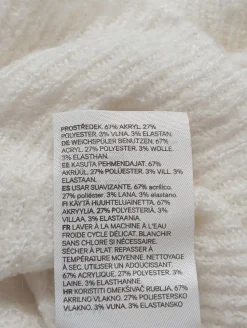 PROSTŘEDEK. 67% AKRYL, 27%
POLYESTER, 3% VLNA, 3% ELASTAN.
DE WEICHSPÜLER BENUTZEN. 67%
ACRYL, 27% POLYESTER, 3% WOLLE,
3% ELASTHAN.
EE KASUTA PEHMENDAJAT. 67%
AKRÜÜL, 27% POLÜESTER, 3% VILL, 3%
ELASTAAN.
ES USAR SUAVIZANTE. 67% acrílico,
27% poliéster, 3% LANA, 3% elastano.
FI KÄYTÄ HUUHTELUAINETTA. 67%
AKRYYLIA, 27% POLYESTERIÄ, 3%
VILLAA, 3% ELASTAANIA.
FR LAVER À LA MACHINE À L'EAU
FROIDE CYCLE DÉLICAT. BLANCHIR
SANS CHLORE SI NÉCESSAIRE.
SÉCHER À PLAT. REPASSER À
TEMPÉRATURE MOYENNE. NETTOYAGE
À SEC. UTILISER UN ADOUCISSANT.
67% ACRYLIQUE, 27% POLYESTER, 3%
LAINE, 3% ELASTHANNE.
HR KORISTITI OMEKŠIVAČ RUBLJA. 67%
AKRILNO VLAKNO, 27% POLIESTERSKO
VLAKNO, 3% VUNA, 3% ELASTAN